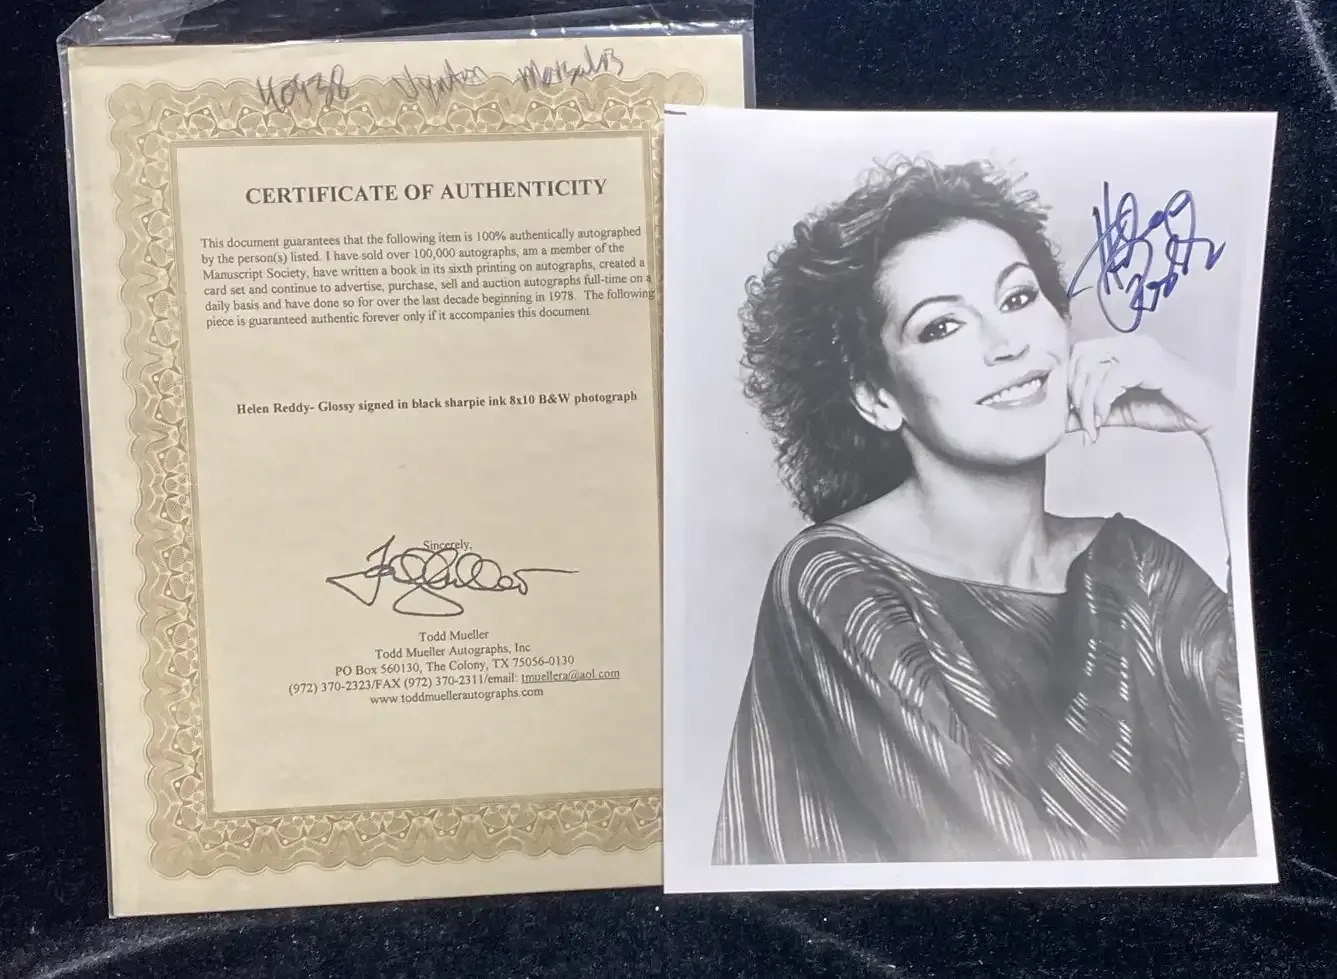 CERTIFICATE OF AUTHENTICITY
This document guarantees that the following item is 100% authentically autographed
by the person(s) listed. I have sold over 100,000 autographs, am a member of the
Manuscript Society, have written a book in its sixth printing on autographs, created a
card set and continue to advertise, purchase, sell and auction autographs full-time on a
daily basis and have done so for over the last decade beginning in 1978. The following
piece is guaranteed authentic forever only if it accompanies this document
Helen Reddy- Glossy signed in black sharpie ink 8x10 B&W photograph
Sincerely,
Todd Mueller
Todd Mueller Autographs, Inc
PO Box 560130, The Colony, TX 75056-0130
(972) 370-2323/FAX (972) 370-2311/email: tmuellera@aol.com
www.toddmuellerautographs.com